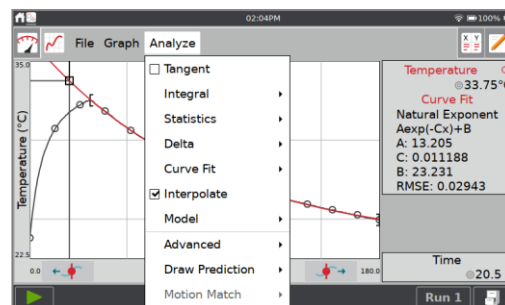 02:04PM
100%
File Graph Analyze
X Y
35.0
Temperature (°C)
22.5
0.0
180.0
Tangent
Integral
Statistics
Delta
Curve Fit
Interpolate
Model
Advanced
Draw Prediction
Motion Match
Temperature
33.75°
Curve Fit
Natural Exponent
Aexp(-Cx)+B
A: 13.205
C: 0.011188
B: 23.231
RMSE: 0.02943
Time
20.5
Run 1